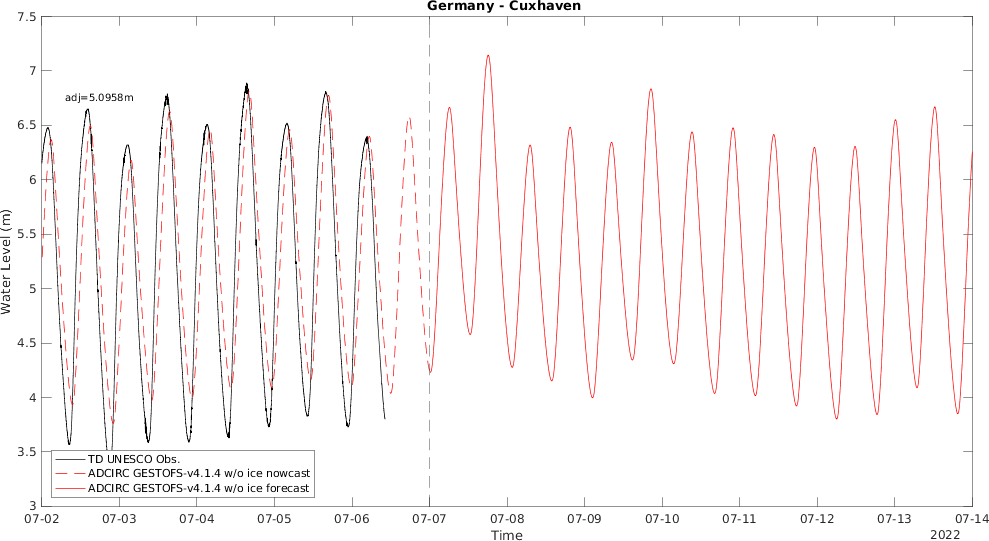 Germany - Cuxhaven
7.5
7
6.5
6
5.5
5
4.5
4
3.5
3
Water Level (m)
adj=5.0958m
TD UNESCO Obs.
ADCIRC GESTOFS-v4.1.4 w/o ice nowcast
ADCIRC GESTOFS-v4.1.4 w/o ice forecast
07-02 07-03 07-04 07-05 07-06 07-07 07-08 07-09 07-10 07-11 07-12 07-13 07-14
Time
2022